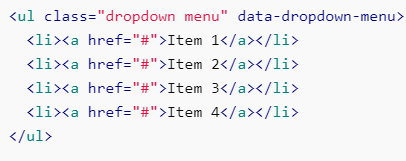 <ul class="dropdown menu" data-dropdown-menu>
  <li><a href="#">Item 1</a></li>
  <li><a href="#">Item 2</a></li>
  <li><a href="#">Item 3</a></li>
  <li><a href="#">Item 4</a></li>
</ul>